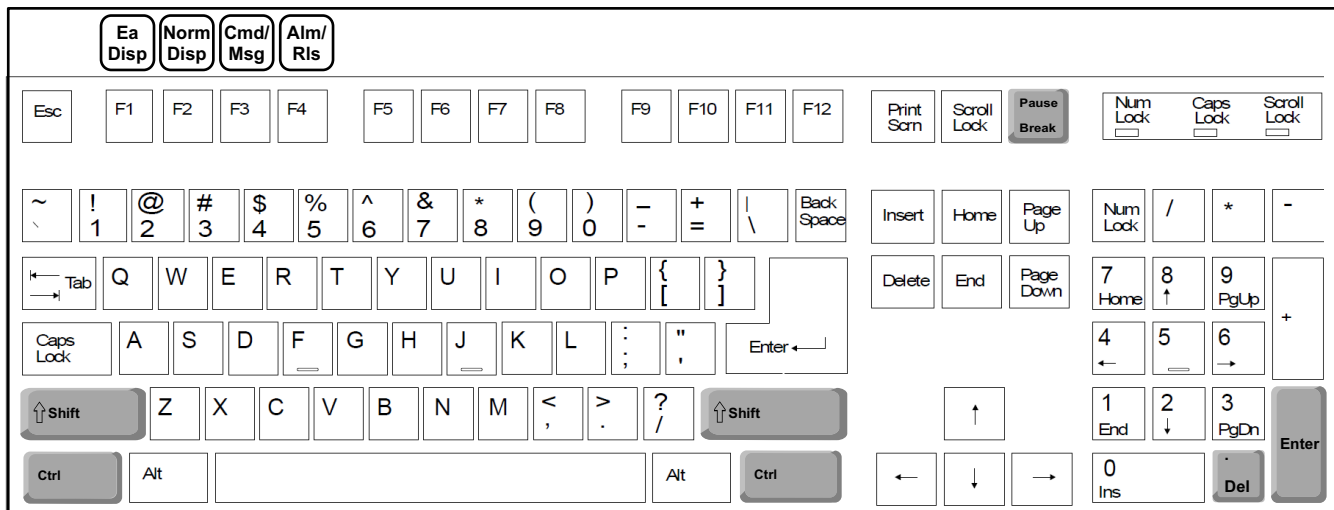 Ea Disp
Norm Disp
Cmd/ Msg
Alm/ Rls
Esc F1 F2 F3 F4 F5 F6 F7 F8 F9 F10 F11 F12
Print Scrn
Scroll Lock
Pause Break
Num Lock
Caps Lock
Scroll Lock
~ `
! 1
@ 2
# 3
$ 4
% 5
^ 6
& 7
* 8
( 9
) 0
_ -
+ =
| \
Back Space
Insert Home
Page Up
Num Lock
/ * -
Tab Q W E R T Y U I O P
{ [
} ]
Delete End
Page Down
7 Home
8 ↑
9 PgUp
+
Caps Lock
A S D F G H J K L
: ;
" '
Enter ←
4 ←
5
6 →
⇧ Shift
Z X C V B N M
< ,
> .
? /
⇧ Shift
↑
1 End
2 ↓
3 PgDn
Enter
Ctrl Alt Alt Ctrl
← ↓ →
0 Ins
. Del